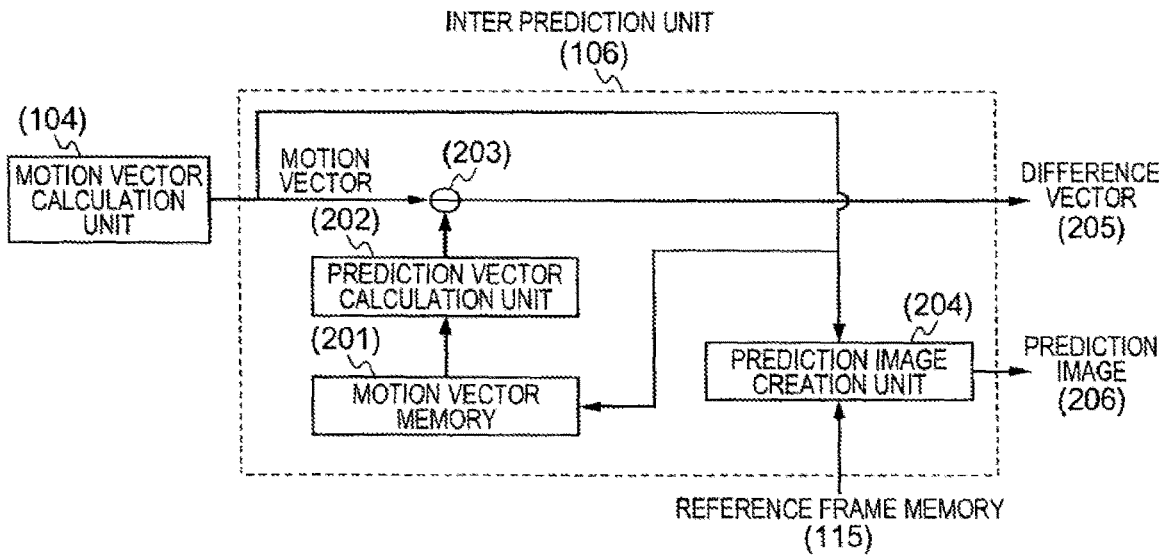 INTER PREDICTION UNIT
(106)
(104)
MOTION VECTOR
CALCULATION
UNIT
MOTION
VECTOR
(203)
DIFFERENCE
VECTOR
(205)
(202)
PREDICTION VECTOR
CALCULATION UNIT
(201)
MOTION VECTOR
MEMORY
(204)
PREDICTION IMAGE
CREATION UNIT
PREDICTION
IMAGE
(206)
REFERENCE FRAME MEMORY
(115)